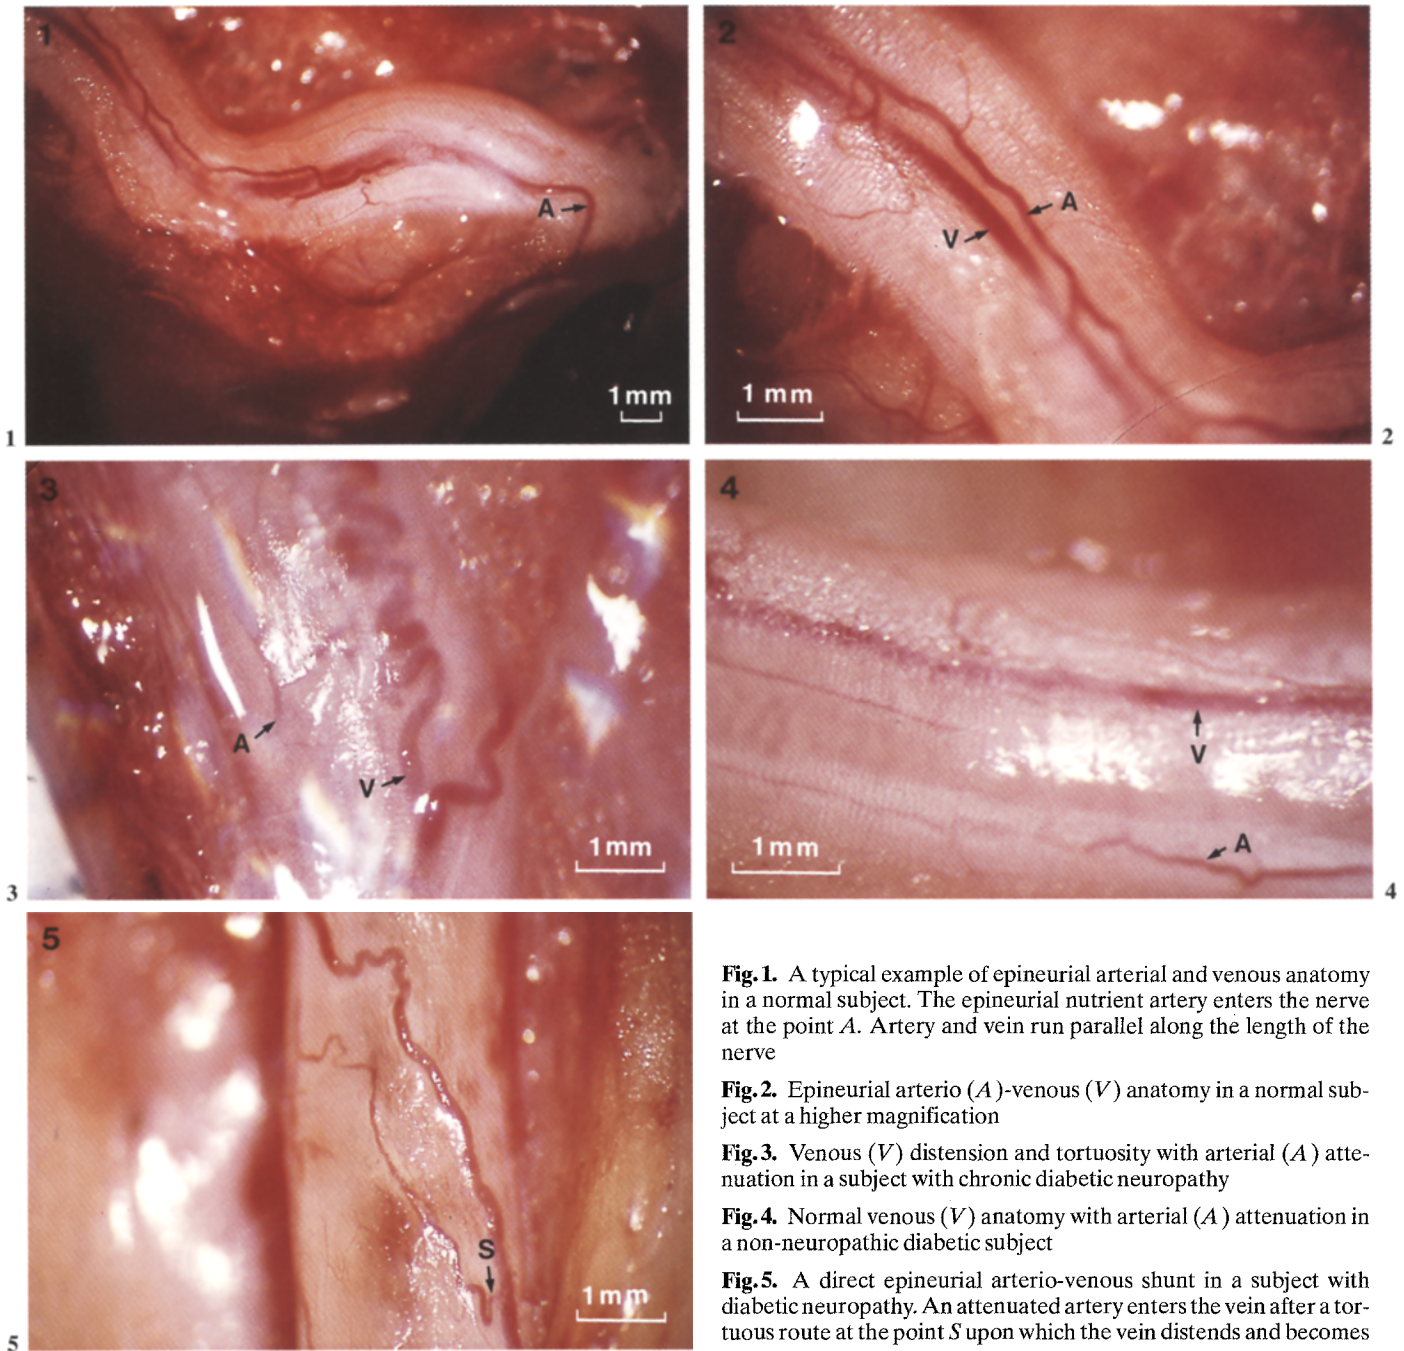 1
A
1 mm
1
2
A
V
1 mm
2
3
A
V
1 mm
3
4
V
A
1 mm
4
5
S
1 mm
5
Fig. 1. A typical example of epineurial arterial and venous anatomy
in a normal subject. The epineurial nutrient artery enters the nerve
at the point A. Artery and vein run parallel along the length of the
nerve
Fig. 2. Epineurial arterio (A)-venous (V) anatomy in a normal sub-
ject at a higher magnification
Fig. 3. Venous (V) distension and tortuosity with arterial (A) atte-
nuation in a subject with chronic diabetic neuropathy
Fig. 4. Normal venous (V) anatomy with arterial (A) attenuation in
a non-neuropathic diabetic subject
Fig. 5. A direct epineurial arterio-venous shunt in a subject with
diabetic neuropathy. An attenuated artery enters the vein after a tor-
tuous route at the point S upon which the vein distends and becomes